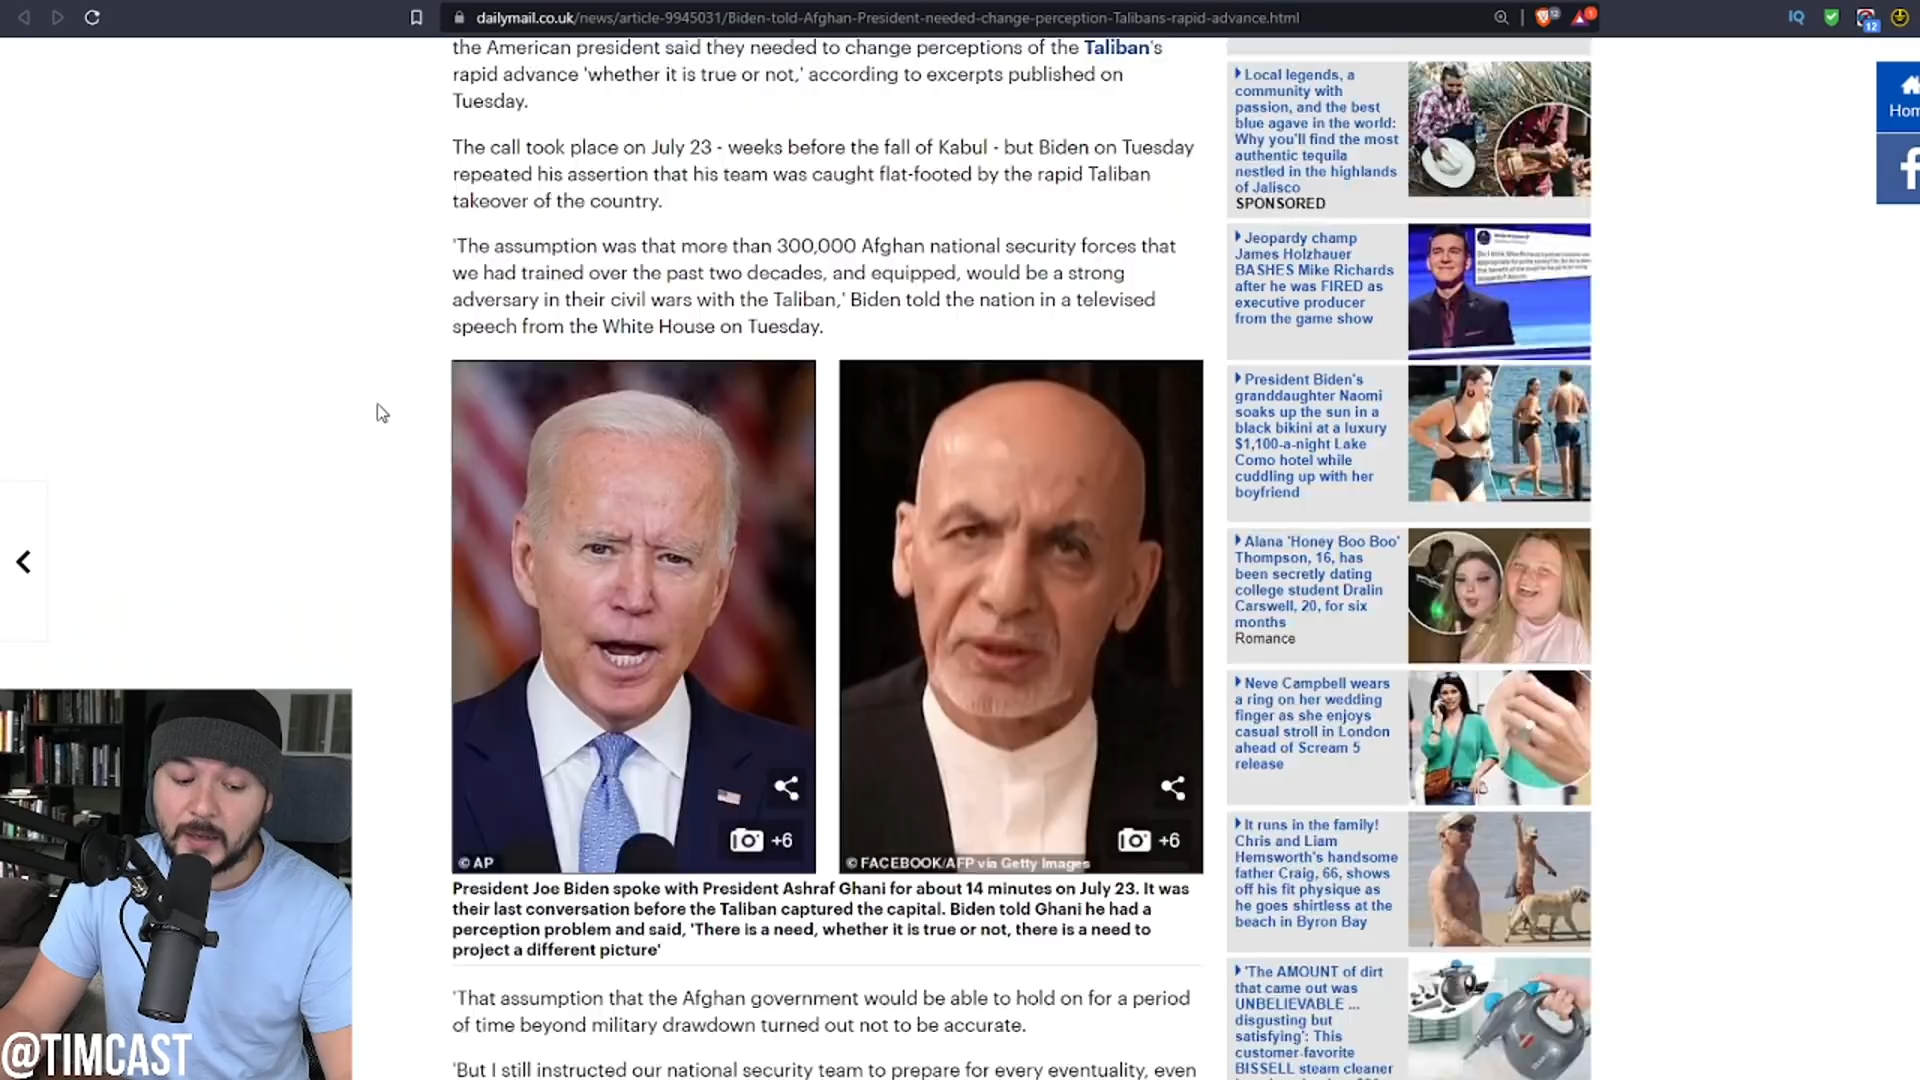 dailymail.co.uk/news/article-9945031/Biden-told-Afghan-President-needed-change-perception-Talibans-rapid-advance.html
IQ
12
the American president said they needed to change perceptions of the Taliban's
rapid advance 'whether it is true or not,' according to excerpts published on
Tuesday.
The call took place on July 23 - weeks before the fall of Kabul - but Biden on Tuesday
repeated his assertion that his team was caught flat-footed by the rapid Taliban
takeover of the country.
'The assumption was that more than 300,000 Afghan national security forces that
we had trained over the past two decades, and equipped, would be a strong
adversary in their civil wars with the Taliban,' Biden told the nation in a televised
speech from the White House on Tuesday.
+6
© AP
+6
© FACEBOOK/AFP via Getty Images
President Joe Biden spoke with President Ashraf Ghani for about 14 minutes on July 23. It was
their last conversation before the Taliban captured the capital. Biden told Ghani he had a
perception problem and said, 'There is a need, whether it is true or not, there is a need to
project a different picture'
'That assumption that the Afghan government would be able to hold on for a period
of time beyond military drawdown turned out not to be accurate.
'But I still instructed our national security team to prepare for every eventuality, even
Local legends, a
community with
passion, and the best
blue agave in the world:
Why you'll find the most
authentic tequila
nestled in the highlands
of Jalisco
SPONSORED
Jeopardy champ
James Holzhauer
BASHES Mike Richards
after he was FIRED as
executive producer
from the game show
President Biden's
granddaughter Naomi
soaks up the sun in a
black bikini at a luxury
$1,100-a-night Lake
Como hotel while
cuddling up with her
boyfriend
Alana 'Honey Boo Boo'
Thompson, 16, has
been secretly dating
college student Dralin
Carswell, 20, for six
months
Romance
Neve Campbell wears
a ring on her wedding
finger as she enjoys
casual stroll in London
ahead of Scream 5
release
It runs in the family!
Chris and Liam
Hemsworth's handsome
father Craig, 66, shows
off his fit physique as
he goes shirtless at the
beach in Byron Bay
'The AMOUNT of dirt
that came out was
UNBELIEVABLE ...
disgusting but
satisfying': This
customer-favorite
BISSELL steam cleaner
Hom
@TIMCAST